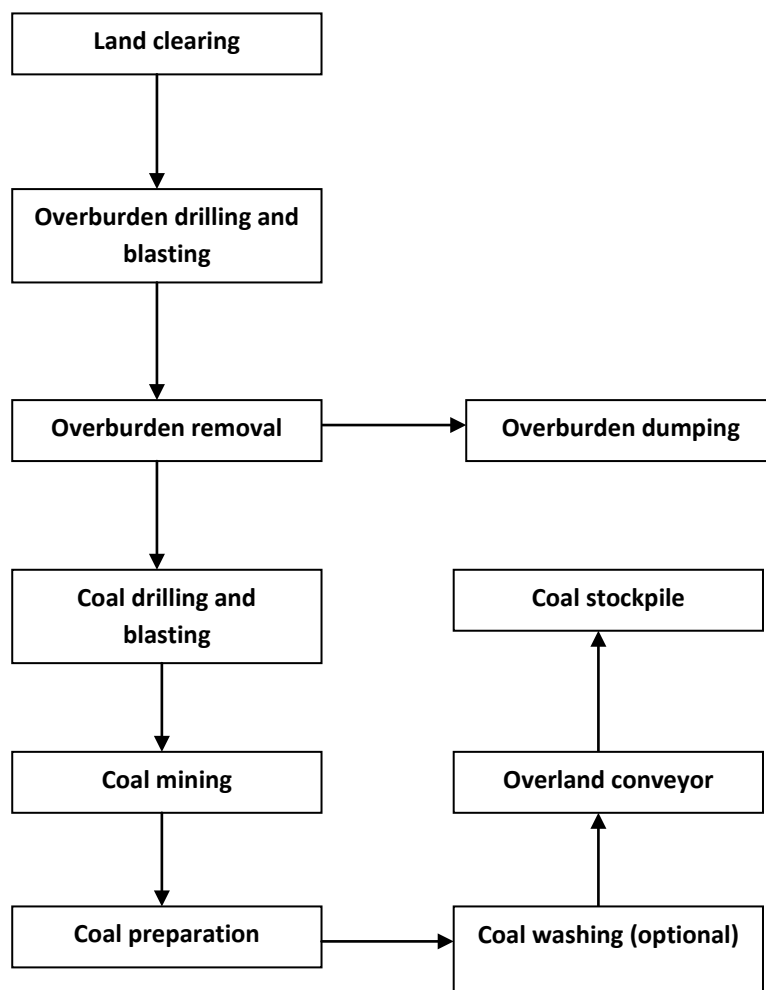 Land clearing
Overburden drilling and
blasting
Overburden removal
Overburden dumping
Coal drilling and
blasting
Coal stockpile
Coal mining
Overland conveyor
Coal preparation
Coal washing (optional)